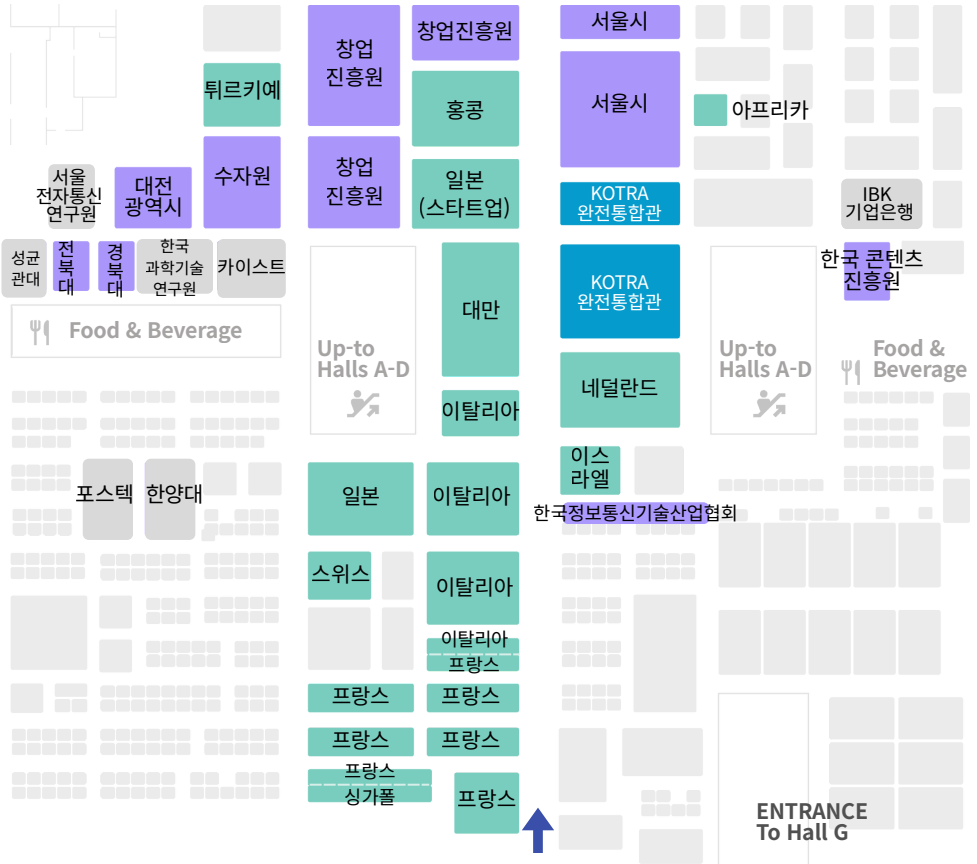 창업
진흥원
창업진흥원
서울시
튀르키예
홍콩
서울시
아프리카
서울
전자통신
연구원
대전
광역시
수자원
창업
진흥원
일본
(스타트업)
KOTRA
완전통합관
IBK
기업은행
성균
관대
전
북
대
경
북
대
한국
과학기술
연구원
카이스트
대만
KOTRA
완전통합관
한국 콘텐츠
진흥원
Food & Beverage
Up-to
Halls A-D
네덜란드
Up-to
Halls A-D
Food &
Beverage
이탈리아
이스
라엘
포스텍
한양대
일본
이탈리아
한국정보통신기술산업협회
스위스
이탈리아
이탈리아
프랑스
프랑스
프랑스
프랑스
프랑스
프랑스
싱가폴
프랑스
ENTRANCE
To Hall G